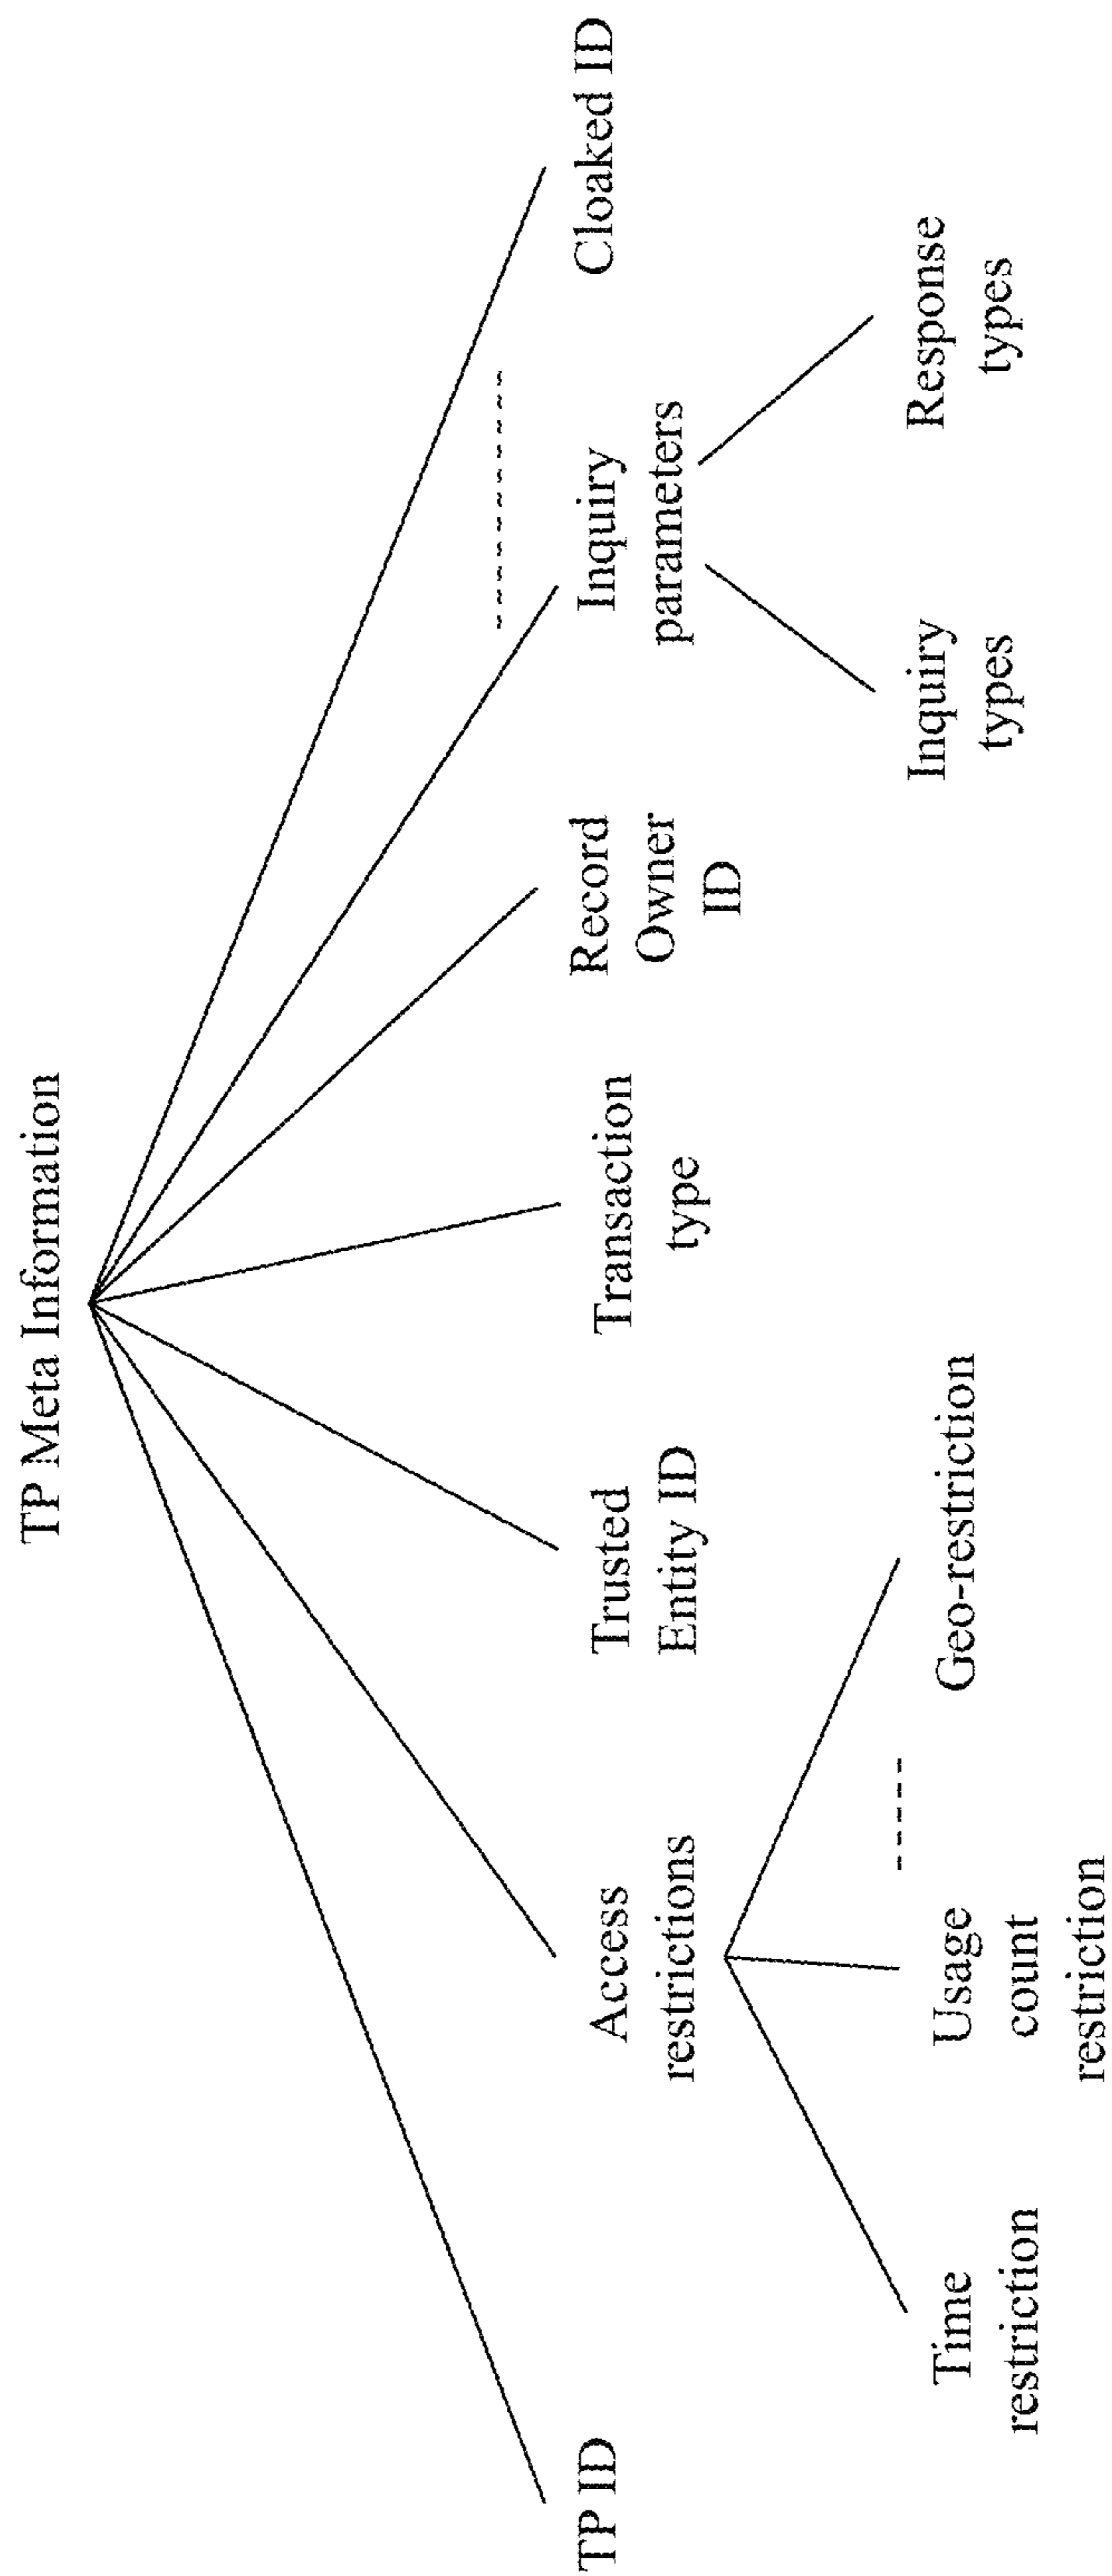 TP Meta Information
TP ID
Access
restrictions
Trusted
Entity ID
Transaction
type
Record
Owner
ID
Inquiry
parameters
Cloaked ID
Time
restriction
Usage
count
restriction
Geo-restriction
Inquiry
types
Response
types